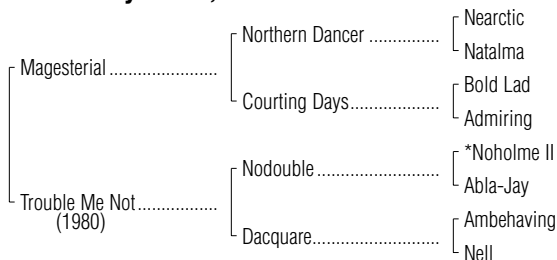 Nearctic
Northern Dancer ...............
Natalma
Magesterial .......................
Bold Lad
Courting Days...................
Admiring
*Noholme II
Nodouble .........................
Abla-Jay
Trouble Me Not.................
(1980)
Ambehaving
Dacquare...........................
Nell